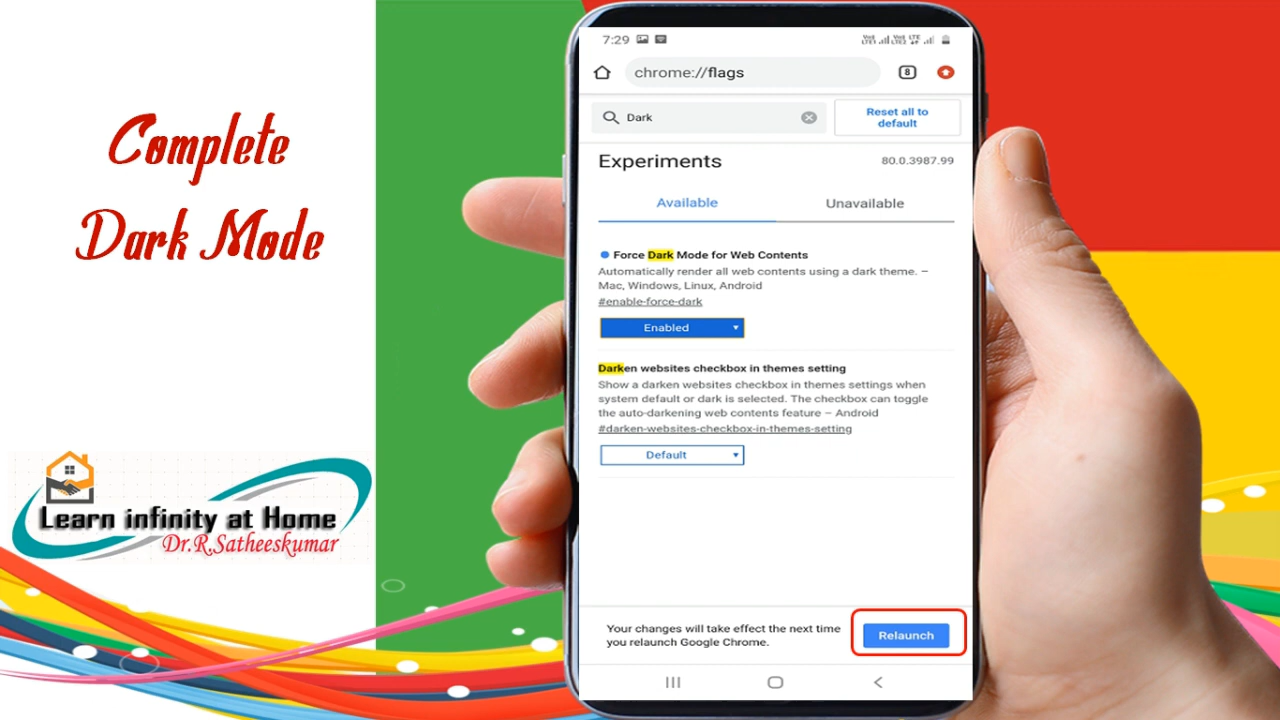 Complete
Dark Mode
Learn infinity at Home
Dr.R.Satheeskumar
7:29
Vo) LTE1 Vo) LTE2 LTE
chrome://flags
8
Dark
Reset all to
default
Experiments
80.0.3987.99
Available
Unavailable
Force Dark Mode for Web Contents
Automatically render all web contents using a dark theme. –
Mac, Windows, Linux, Android
#enable-force-dark
Enabled
Darken websites checkbox in themes setting
Show a darken websites checkbox in themes settings when
system default or dark is selected. The checkbox can toggle
the auto-darkening web contents feature – Android
#darken-websites-checkbox-in-themes-setting
Default
Your changes will take effect the next time
you relaunch Google Chrome.
Relaunch